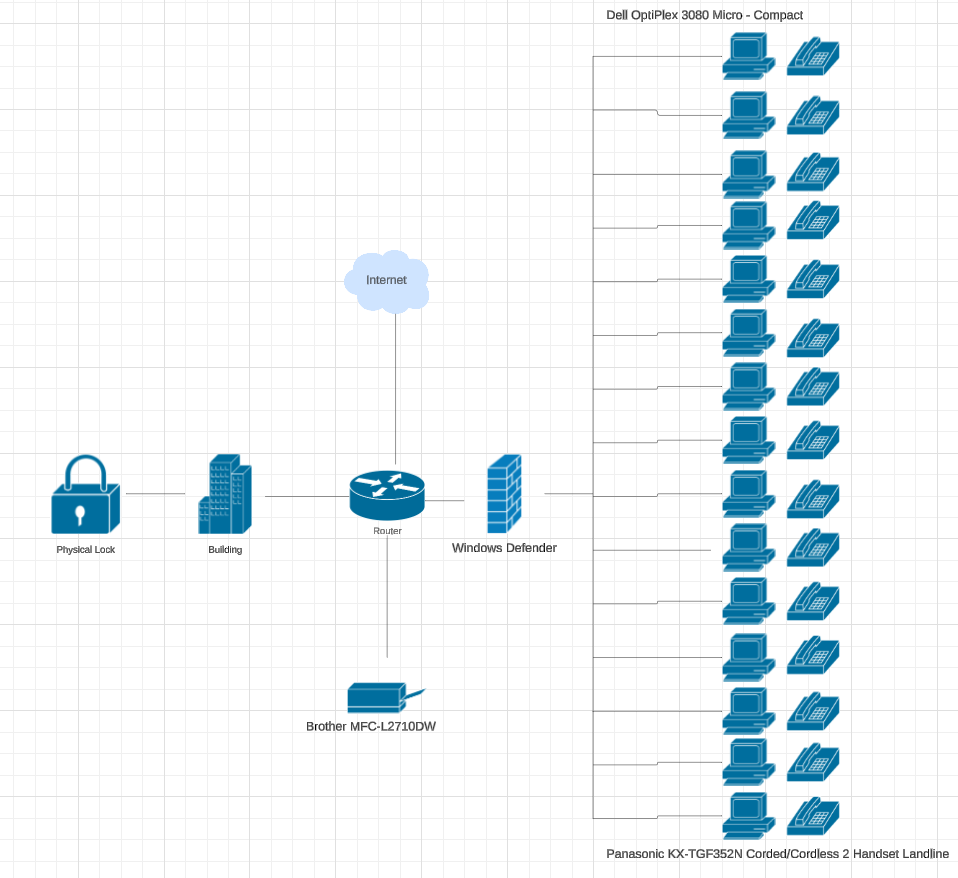 Dell OptiPlex 3080 Micro - Compact
Internet
Router
Physical Lock
Building
Windows Defender
Brother MFC-L2710DW
Panasonic KX-TGF352N Corded/Cordless 2 Handset Landline